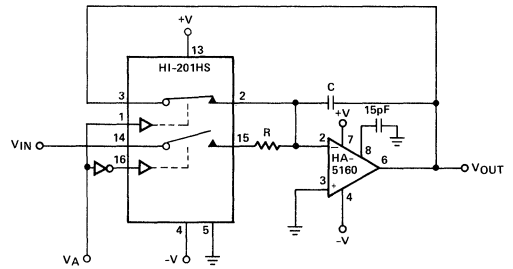 +V
13
HI-201HS
3
2
C
1
+V
15pF
14
15
R
2
7
VIN
HA-
5160
8
6
VOUT
16
3
4
4
5
-V
VA
-V